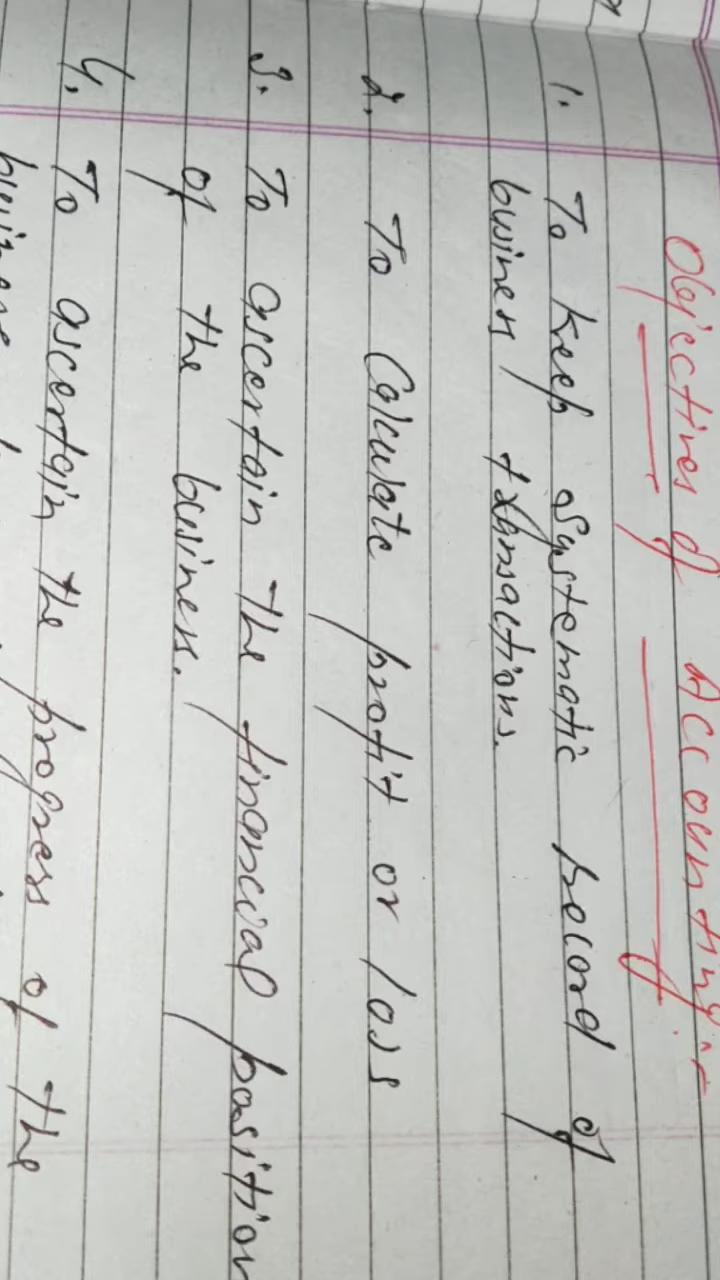 Objectives of Accounting :-
1. To keep systematic record of
business transactions.
2. To Calculate profit or loss
3. To ascertain the financial position
of the business.
4. To ascertain the progress of the
business